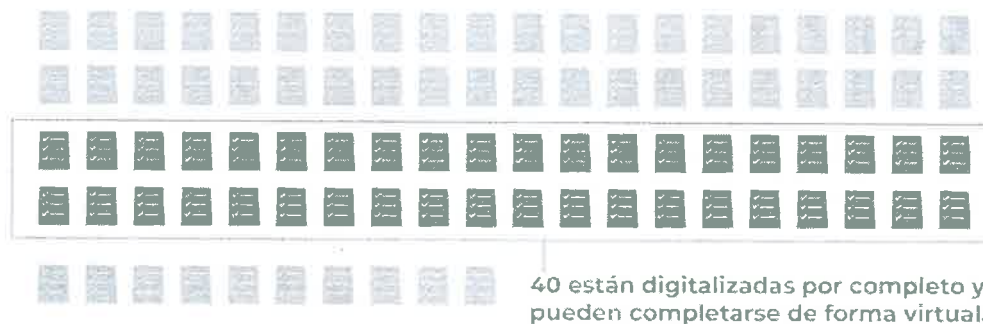 40 están digitalizadas por completo y
pueden completarse de forma virtual.